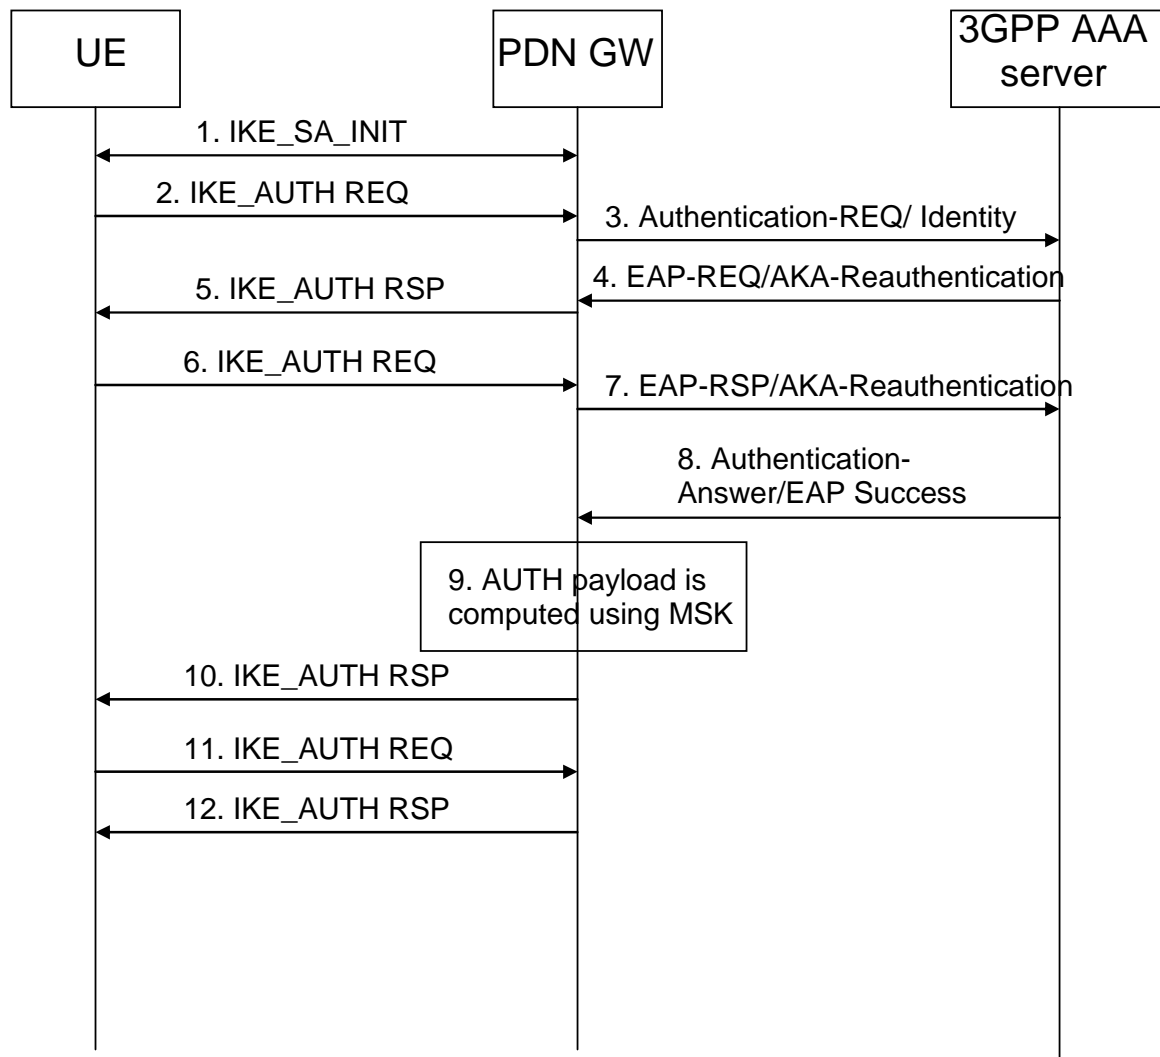 UE
PDN GW
3GPP AAA
server
1. IKE_SA_INIT
2. IKE_AUTH REQ
3. Authentication-REQ/ Identity
4. EAP-REQ/AKA-Reauthentication
5. IKE_AUTH RSP
6. IKE_AUTH REQ
7. EAP-RSP/AKA-Reauthentication
8. Authentication-
Answer/EAP Success
9. AUTH payload is
computed using MSK
10. IKE_AUTH RSP
11. IKE_AUTH REQ
12. IKE_AUTH RSP